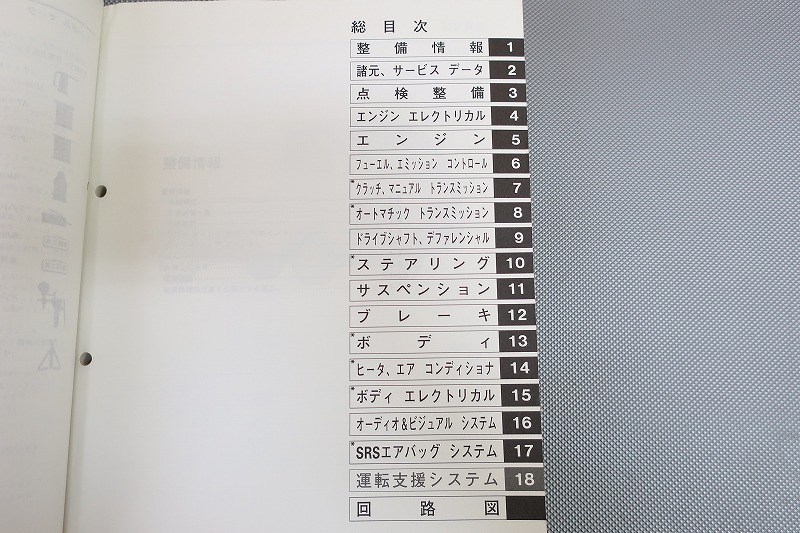 総目次
整備情報 1
諸元、サービス データ 2
点検整備 3
エンジン エレクトリカル 4
エンジン 5
フューエル、エミッション コントロール 6
*クラッチ、マニュアル トランスミッション 7
*オートマチック トランスミッション 8
ドライブシャフト、デファレンシャル 9
*ステアリング 10
サスペンション 11
ブレーキ 12
*ボディ 13
*ヒータ、エア コンディショナ 14
*ボディ エレクトリカル 15
オーディオ&ビジュアル システム 16
*SRSエアバッグ システム 17
運転支援システム 18
回路図